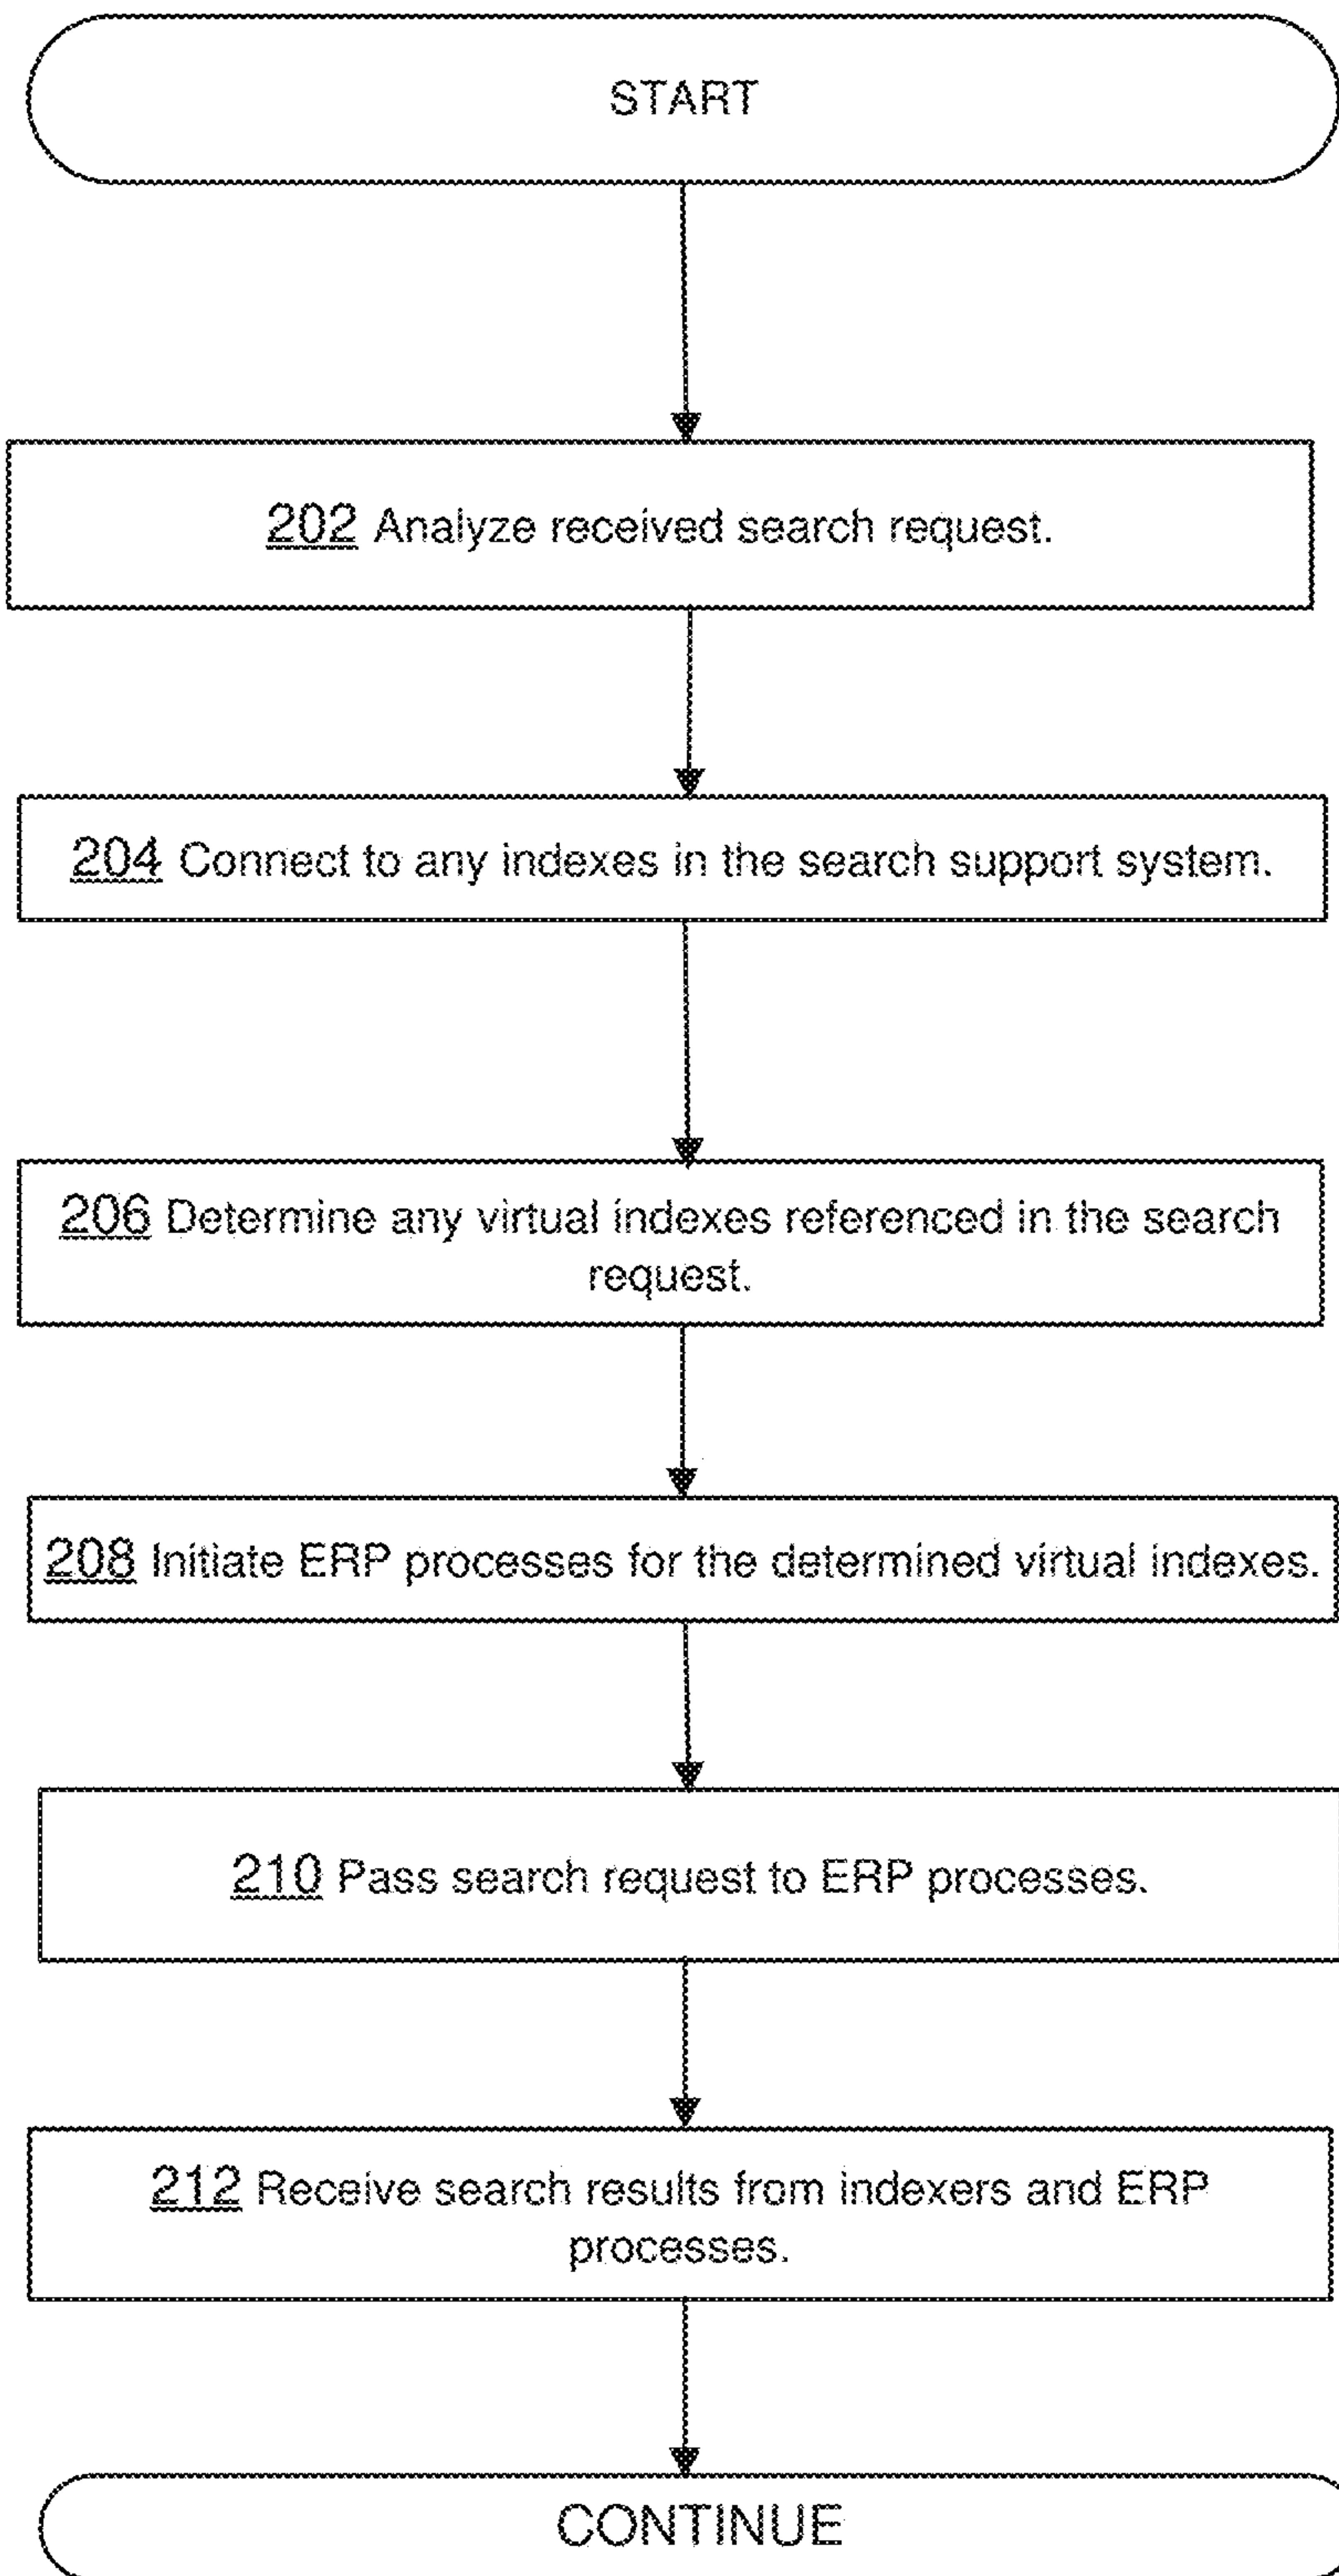 START
202 Analyze received search request.
204 Connect to any indexes in the search support system.
206 Determine any virtual indexes referenced in the search
request.
208 Initiate ERP processes for the determined virtual indexes.
210 Pass search request to ERP processes.
212 Receive search results from indexers and ERP
processes.
CONTINUE